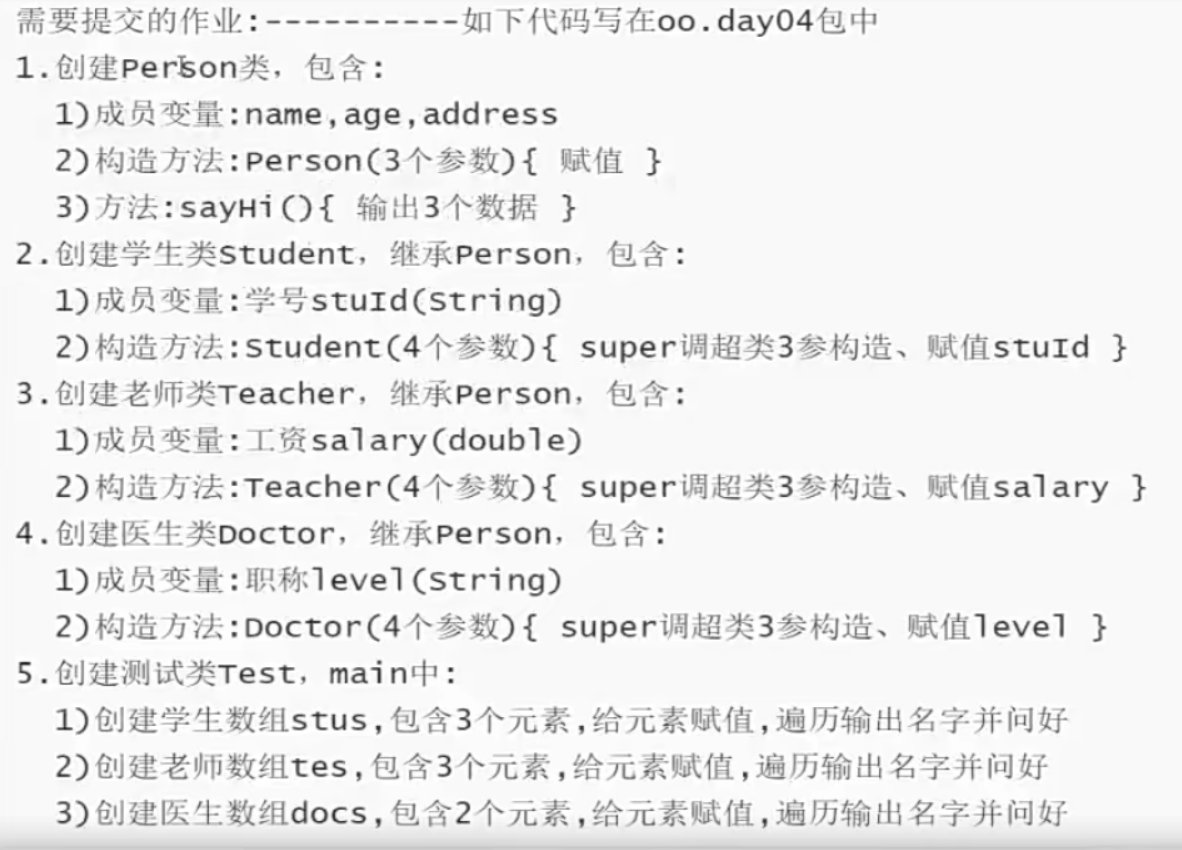 需要提交的作业:----------如下代码写在oo.day04包中
1.创建Person类，包含:
1)成员变量:name,age,address
2)构造方法:Person(3个参数){ 赋值 }
3)方法:sayHi(){ 输出3个数据 }
2.创建学生类Student，继承Person，包含:
1)成员变量:学号stuId(String)
2)构造方法:Student(4个参数){ super调超类3参构造、赋值stuId }
3.创建老师类Teacher，继承Person，包含:
1)成员变量:工资salary(double)
2)构造方法:Teacher(4个参数){ super调超类3参构造、赋值salary }
4.创建医生类Doctor，继承Person，包含:
1)成员变量:职称level(String)
2)构造方法:Doctor(4个参数){ super调超类3参构造、赋值level }
5.创建测试类Test，main中:
1)创建学生数组stus,包含3个元素,给元素赋值,遍历输出名字并问好
2)创建老师数组tes,包含3个元素,给元素赋值,遍历输出名字并问好
3)创建医生数组docs,包含2个元素,给元素赋值,遍历输出名字并问好